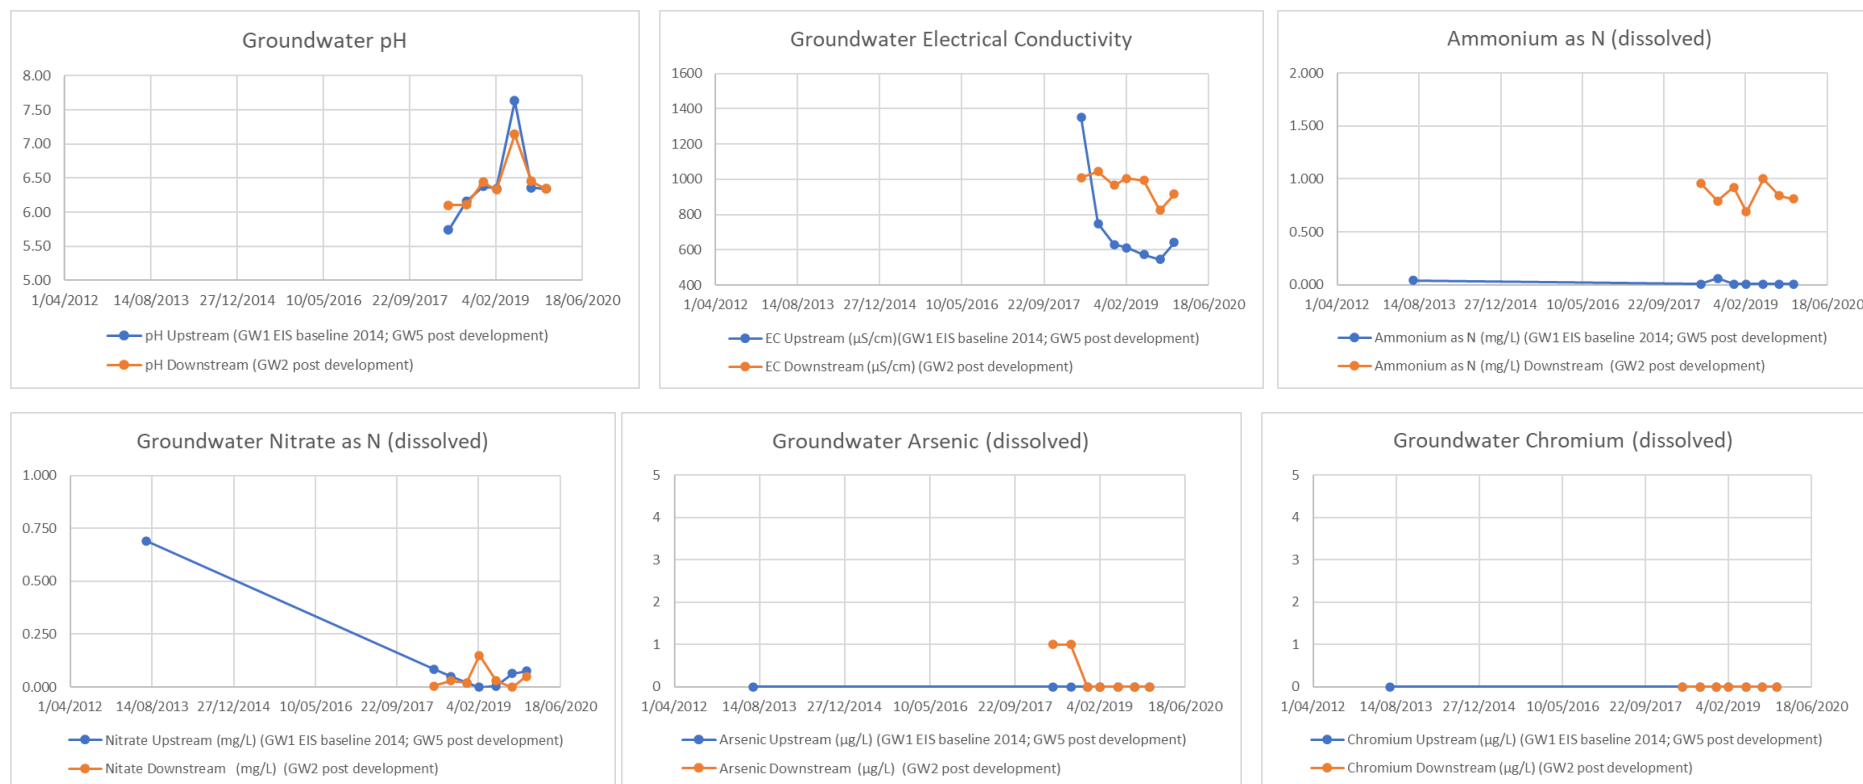 Groundwater pH
8.00
7.50
7.00
6.50
6.00
5.50
5.00
1/04/2012 14/08/2013 27/12/2014 10/05/2016 22/09/2017 4/02/2019 18/06/2020
pH Upstream (GW1 EIS baseline 2014; GW5 post development)
pH Downstream (GW2 post development)
Groundwater Electrical Conductivity
1600
1400
1200
1000
800
600
400
1/04/2012 14/08/2013 27/12/2014 10/05/2016 22/09/2017 4/02/2019 18/06/2020
EC Upstream (µS/cm)(GW1 EIS baseline 2014; GW5 post development)
EC Downstream (µS/cm) (GW2 post development)
Ammonium as N (dissolved)
2.000
1.500
1.000
0.500
0.000
1/04/2012 14/08/2013 27/12/2014 10/05/2016 22/09/2017 4/02/2019 18/06/2020
Ammonium as N (mg/L) (GW1 EIS baseline 2014; GW5 post development)
Ammonium as N (mg/L) Downstream (GW2 post development)
Groundwater Nitrate as N (dissolved)
1.000
0.750
0.500
0.250
0.000
1/04/2012 14/08/2013 27/12/2014 10/05/2016 22/09/2017 4/02/2019 18/06/2020
Nitrate Upstream (mg/L) (GW1 EIS baseline 2014; GW5 post development)
Nitate Downstream (mg/L) (GW2 post development)
Groundwater Arsenic (dissolved)
5
4
3
2
1
0
1/04/2012 14/08/2013 27/12/2014 10/05/2016 22/09/2017 4/02/2019 18/06/2020
Arsenic Upstream (µg/L) (GW1 EIS baseline 2014; GW5 post development)
Arsenic Downstream (µg/L) (GW2 post development)
Groundwater Chromium (dissolved)
5
4
3
2
1
0
1/04/2012 14/08/2013 27/12/2014 10/05/2016 22/09/2017 4/02/2019 18/06/2020
Chromium Upstream (µg/L) (GW1 EIS baseline 2014; GW5 post development)
Chromium Downstream (µg/L) (GW2 post development)